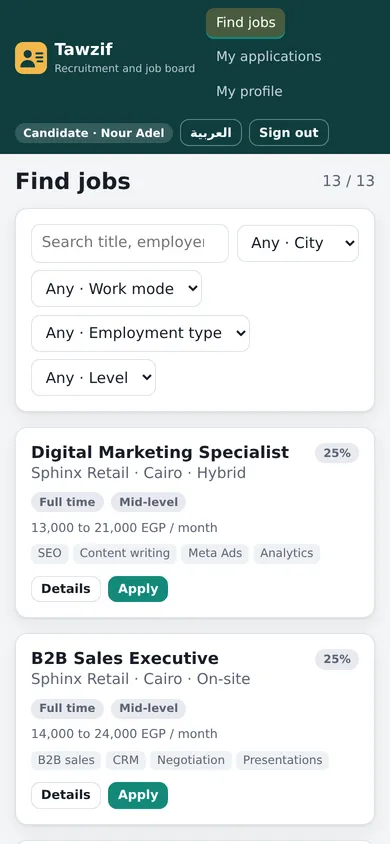 Tawzif
Recruitment and job board
Find jobs
My applications
My profile
Candidate · Nour Adel
العربية
Sign out
Find jobs
13 / 13
Search title, employer
Any · City
Any · Work mode
Any · Employment type
Any · Level
Digital Marketing Specialist
25%
Sphinx Retail · Cairo · Hybrid
Full time
Mid-level
13,000 to 21,000 EGP / month
SEO
Content writing
Meta Ads
Analytics
Details
Apply
B2B Sales Executive
25%
Sphinx Retail · Cairo · On-site
Full time
Mid-level
14,000 to 24,000 EGP / month
B2B sales
CRM
Negotiation
Presentations
Details
Apply